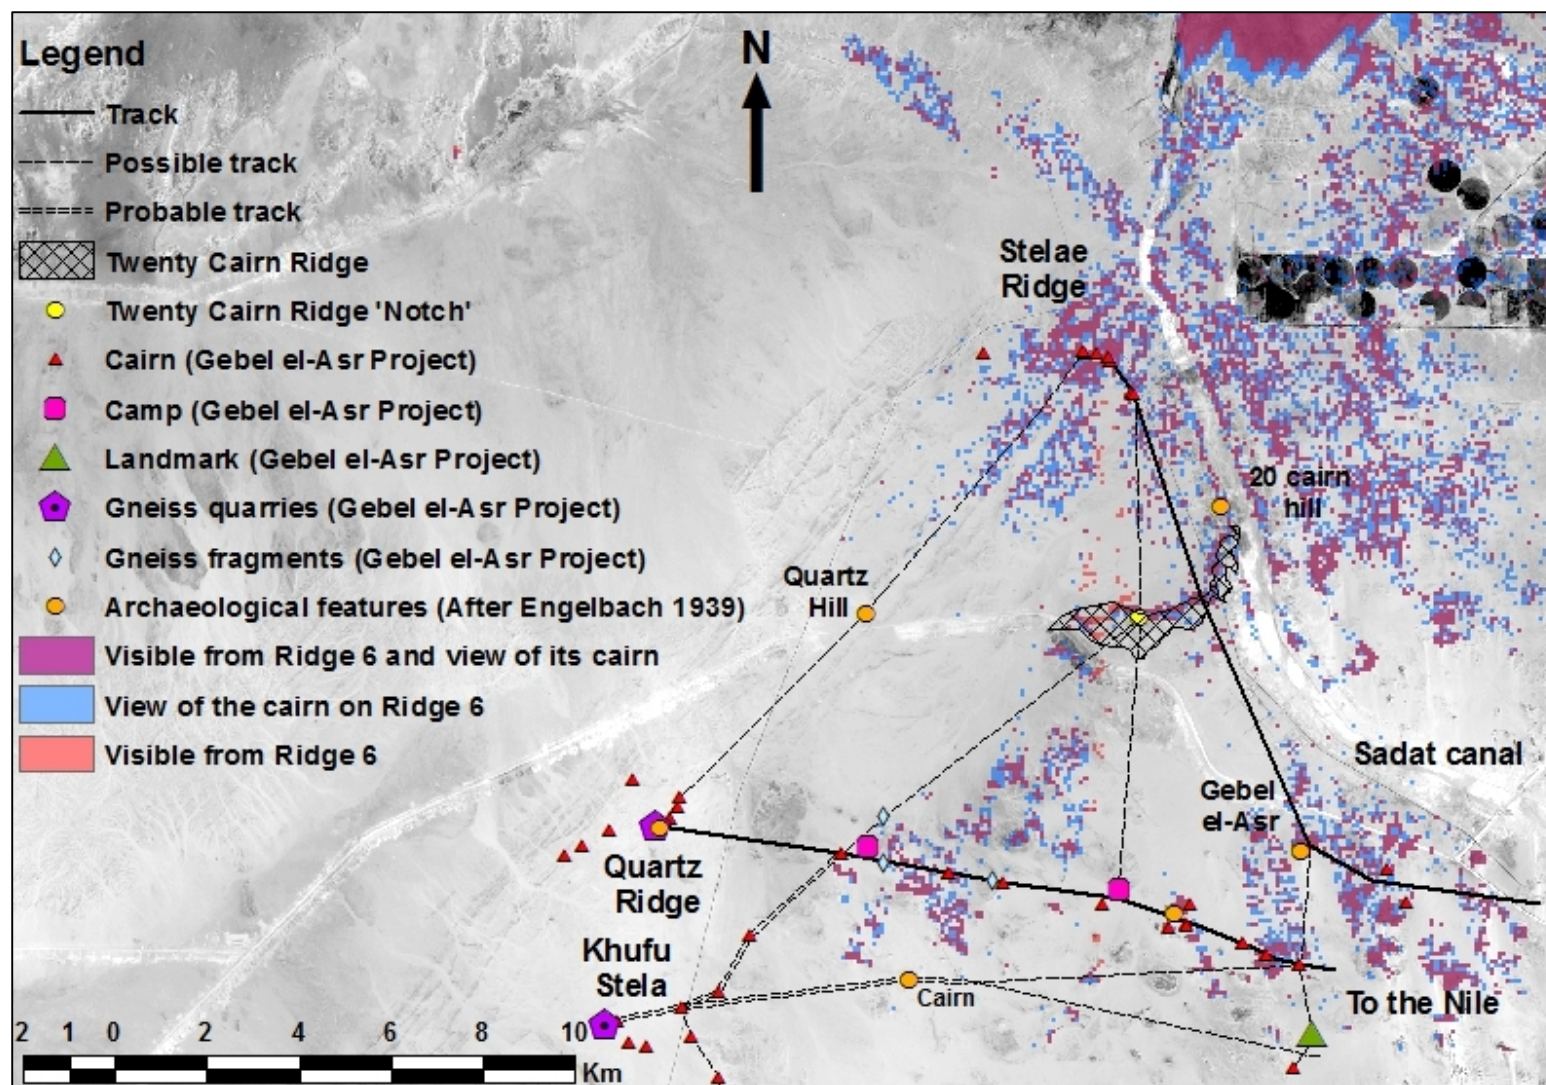 Legend
Track
Possible track
Probable track
Twenty Cairn Ridge
Twenty Cairn Ridge 'Notch'
Cairn (Gebel el-Asr Project)
Camp (Gebel el-Asr Project)
Landmark (Gebel el-Asr Project)
Gneiss quarries (Gebel el-Asr Project)
Gneiss fragments (Gebel el-Asr Project)
Archaeological features (After Engelbach 1939)
Visible from Ridge 6 and view of its cairn
View of the cairn on Ridge 6
Visible from Ridge 6
N
Stelae
Ridge
20 cairn
hill
Quartz
Hill
Sadat canal
Gebel
el-Asr
Quartz
Ridge
Khufu
Stela
Cairn
To the Nile
2 1 0 2 4 6 8 10
Km